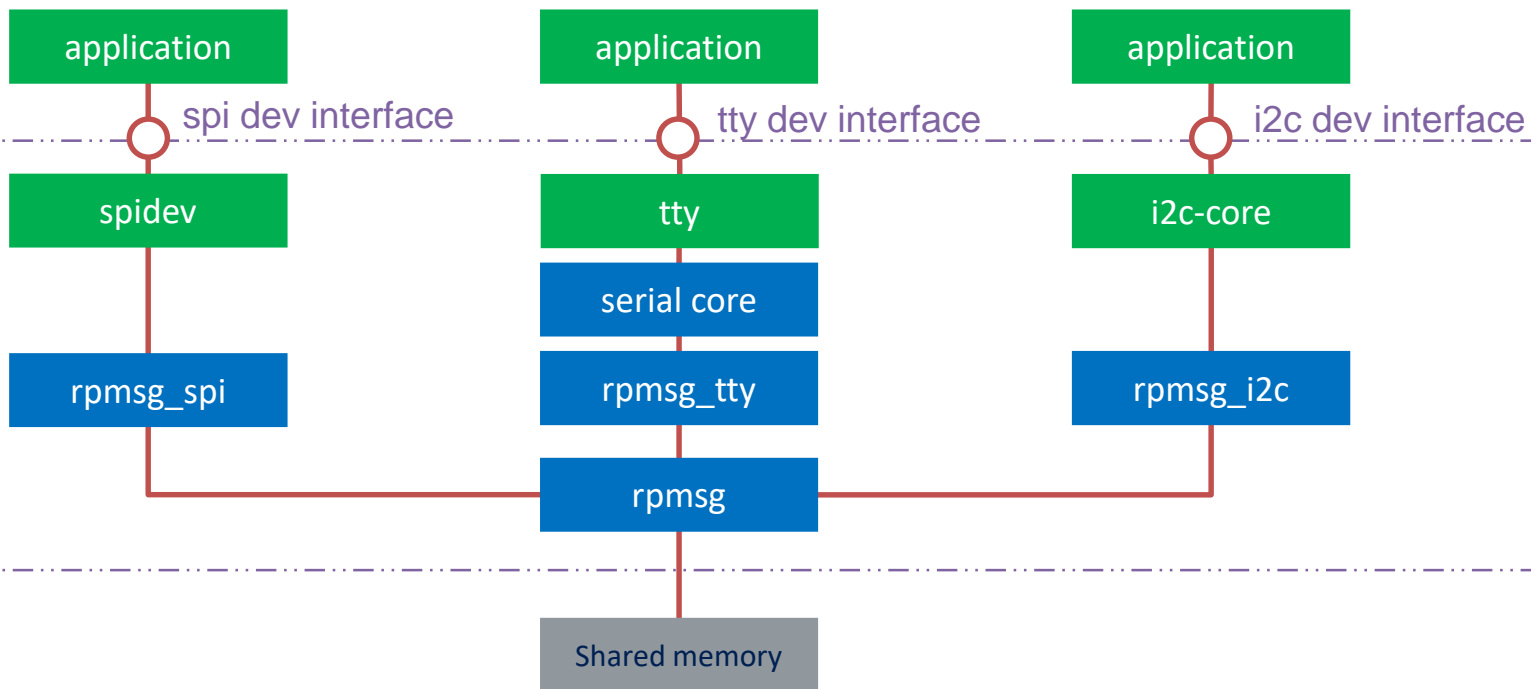 application
application
application
spi dev interface
tty dev interface
i2c dev interface
spidev
tty
i2c-core
serial core
rpmsg_spi
rpmsg_tty
rpmsg_i2c
rpmsg
Shared memory